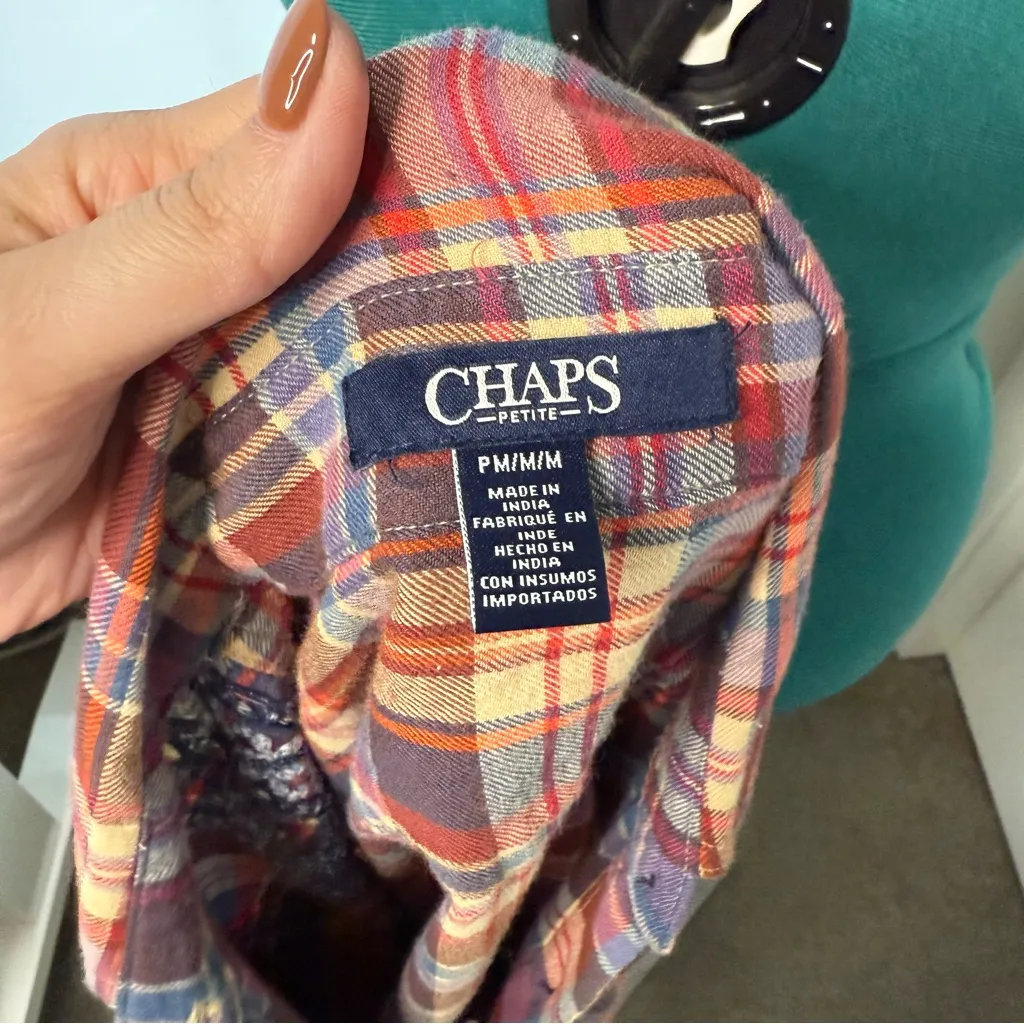 CHAPS
PETITE
PM/M/M
MADE IN
INDIA
FABRIQUÉ EN
INDE
HECHO EN
INDIA
CON INSUMOS
IMPORTADOS